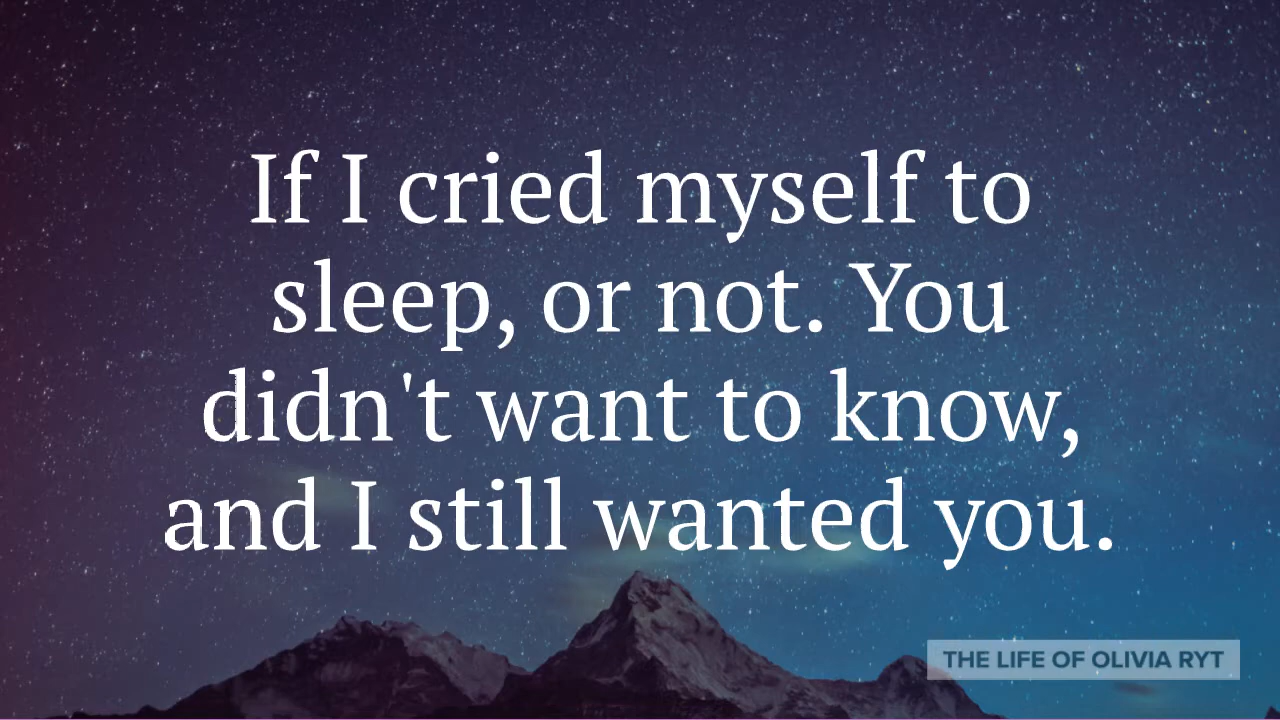 If I cried myself to
sleep, or not. You
didn't want to know,
and I still wanted you.
THE LIFE OF OLIVIA RYT